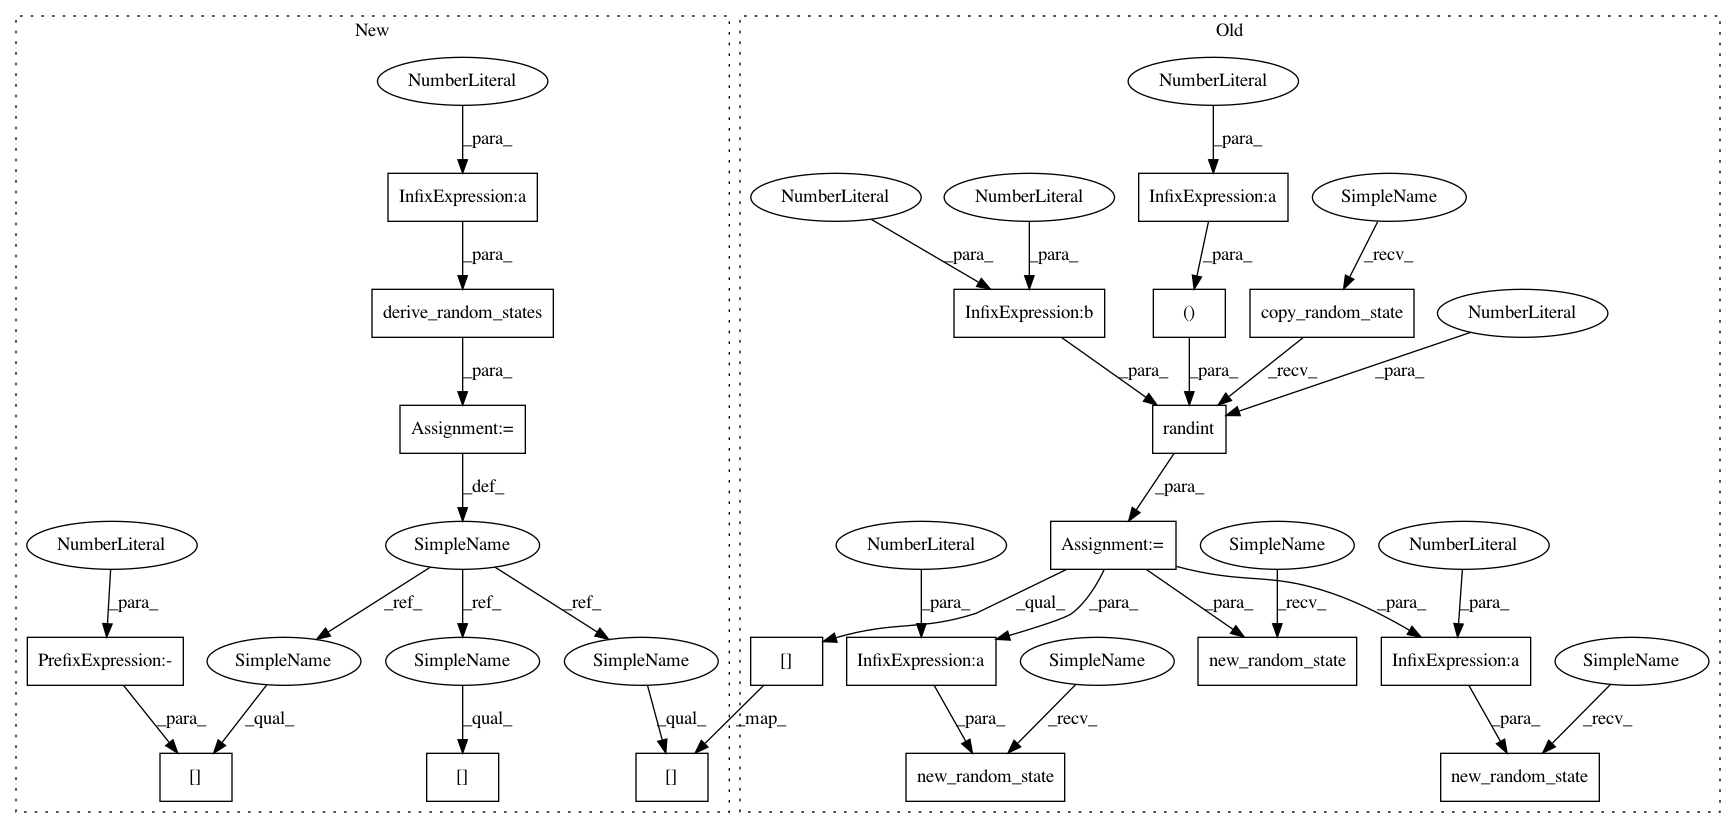 New
Old
NumberLiteral
NumberLiteral
_para_
_para_
InfixExpression:a
NumberLiteral
NumberLiteral
InfixExpression:a
SimpleName
_para_
_para_
_para_
_para_
_recv_
derive_random_states
InfixExpression:b
()
copy_random_state
NumberLiteral
_para_
_para_
_para_
_recv_
_para_
Assignment:=
randint
_def_
_para_
NumberLiteral
SimpleName
NumberLiteral
Assignment:=
SimpleName
NumberLiteral
_para_
_ref_
_ref_
_ref_
_para_
_qual_
_para_
_para_
_recv_
_para_
_para_
PrefixExpression:-
SimpleName
SimpleName
SimpleName
[]
InfixExpression:a
SimpleName
new_random_state
InfixExpression:a
SimpleName
_para_
_qual_
_qual_
_qual_
_map_
_para_
_recv_
_para_
_recv_
[]
[]
[]
new_random_state
new_random_state